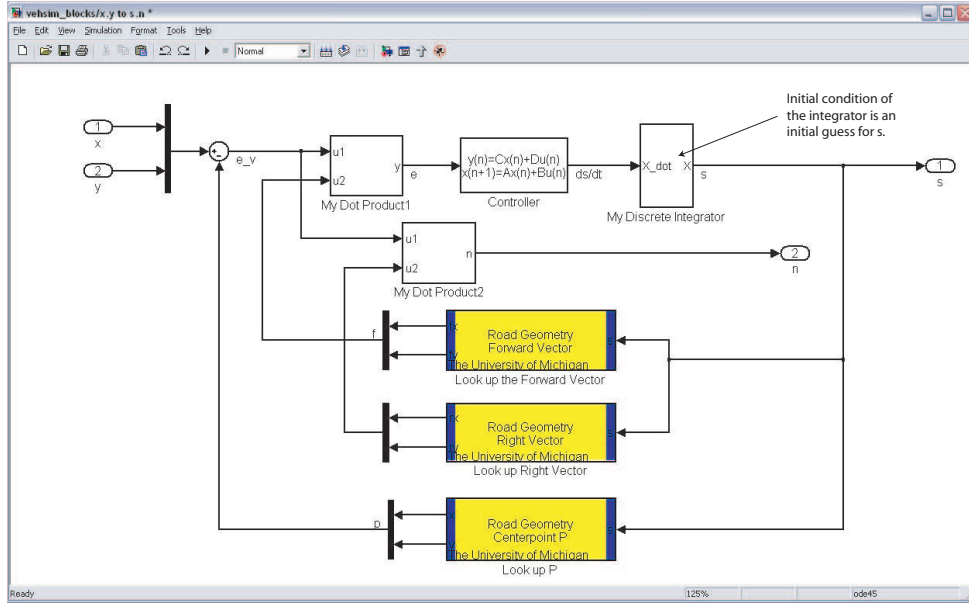 vehsim_blocks/x.y to s.n *
File Edit View Simulation Format Tools Help
Normal
Initial condition of
the integrator is an
initial guess for s.
1
x
2
y
e_v
u1
u2
y
My Dot Product1
e
y(n)=Cx(n)+Du(n)
x(n+1)=Ax(n)+Bu(n)
Controller
ds/dt
X_dot X
My Discrete Integrator
s
1
s
u1
u2
n
My Dot Product2
2
n
f
fx
fy
Road Geometry
Forward Vector
The University of Michigan
s
Look up the Forward Vector
rx
ry
Road Geometry
Right Vector
The University of Michigan
s
Look up Right Vector
p
x
y
Road Geometry
Centerpoint P
The University of Michigan
s
Look up P
Ready
125%
ode45